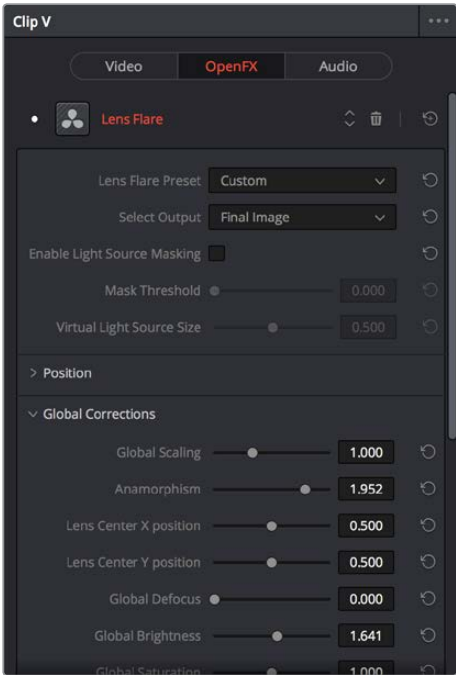 Clip V
Video OpenFX Audio
Lens Flare
Lens Flare Preset Custom
Select Output Final Image
Enable Light Source Masking
Mask Threshold 0.000
Virtual Light Source Size 0.500
Position
Global Corrections
Global Scaling 1.000
Anamorphism 1.952
Lens Center X position 0.500
Lens Center Y position 0.500
Global Defocus 0.000
Global Brightness 1.641
Global Saturation 1.000